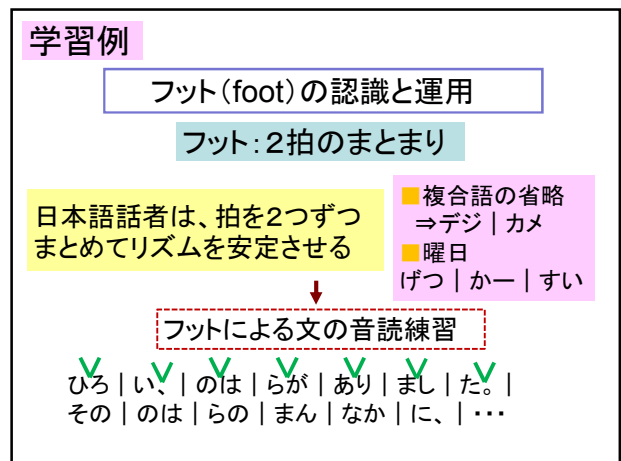 学習例
フット（foot）の認識と運用
フット：２拍のまとまり
日本語話者は、拍を２つずつ
まとめてリズムを安定させる
■複合語の省略
⇒デジ｜カメ
■曜日
げつ｜かー｜すい
フットによる文の音読練習
ひろ｜い、｜のは｜らが｜あり｜まし｜た。｜
その｜のは｜らの｜まん｜なか｜に、｜・・・